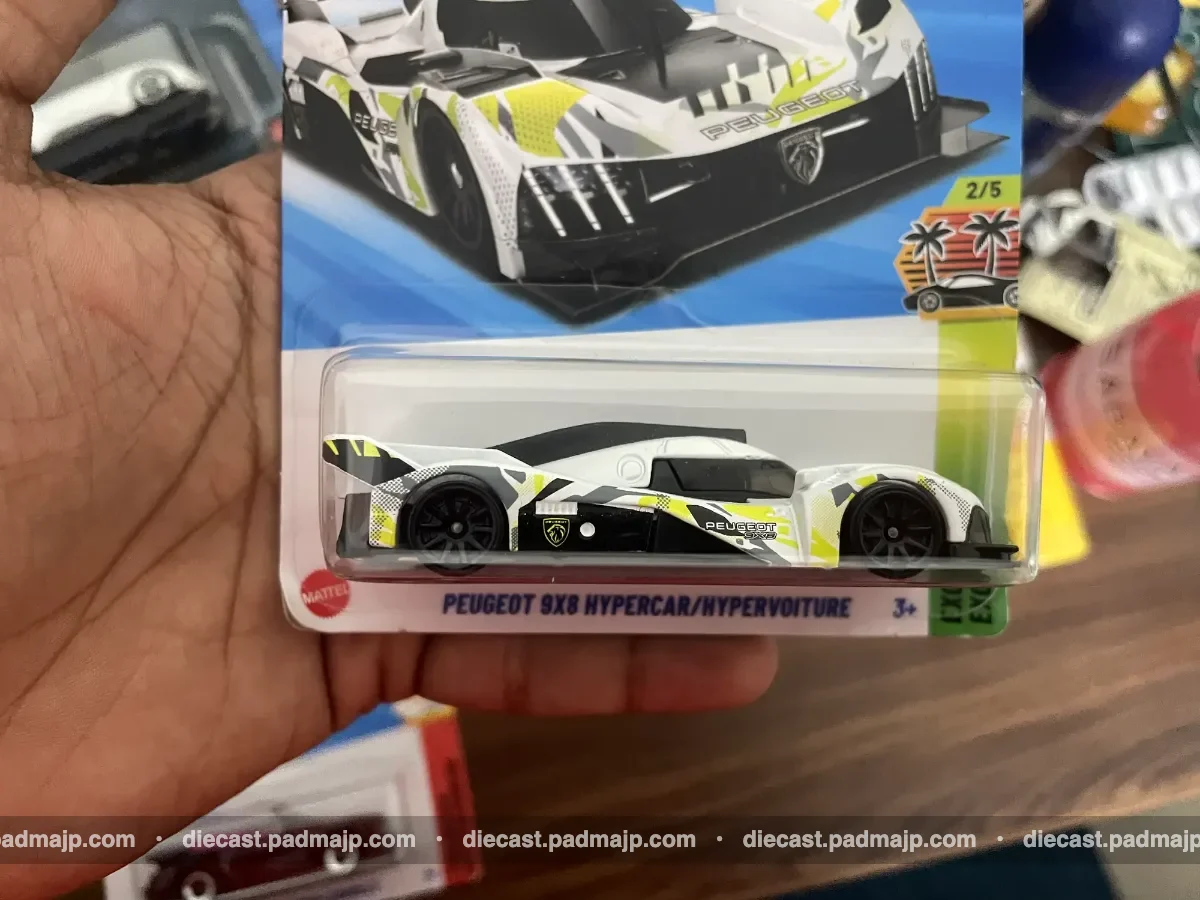 PEUGEOT
PEUGEOT
2/5
PEUGEOT
9X8
MATTEL
PEUGEOT 9X8 HYPERCAR/HYPERVOITURE
3+
diecast.padmajp.com · diecast.padmajp.com · diecast.padmajp.com · diecast.padmajp.com